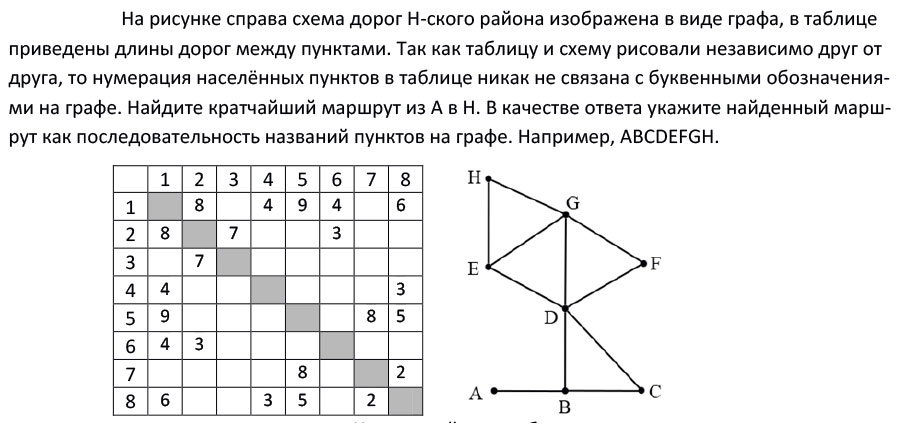 На рисунке справа схема дорог Н-ского района изображена в виде графа, в таблице
приведены длины дорог между пунктами. Так как таблицу и схему рисовали независимо друг от
друга, то нумерация населённых пунктов в таблице никак не связана с буквенными обозначения-
ми на графе. Найдите кратчайший маршрут из A в H. В качестве ответа укажите найденный марш-
рут как последовательность названий пунктов на графе. Например, ABCDEFGH.
1 2 3 4 5 6 7 8
1 8 4 9 4 6
2 8 7 3
3 7
4 4 3
5 9 8 5
6 4 3
7 8 2
8 6 3 5 2
H
G
E
F
D
A
B
C